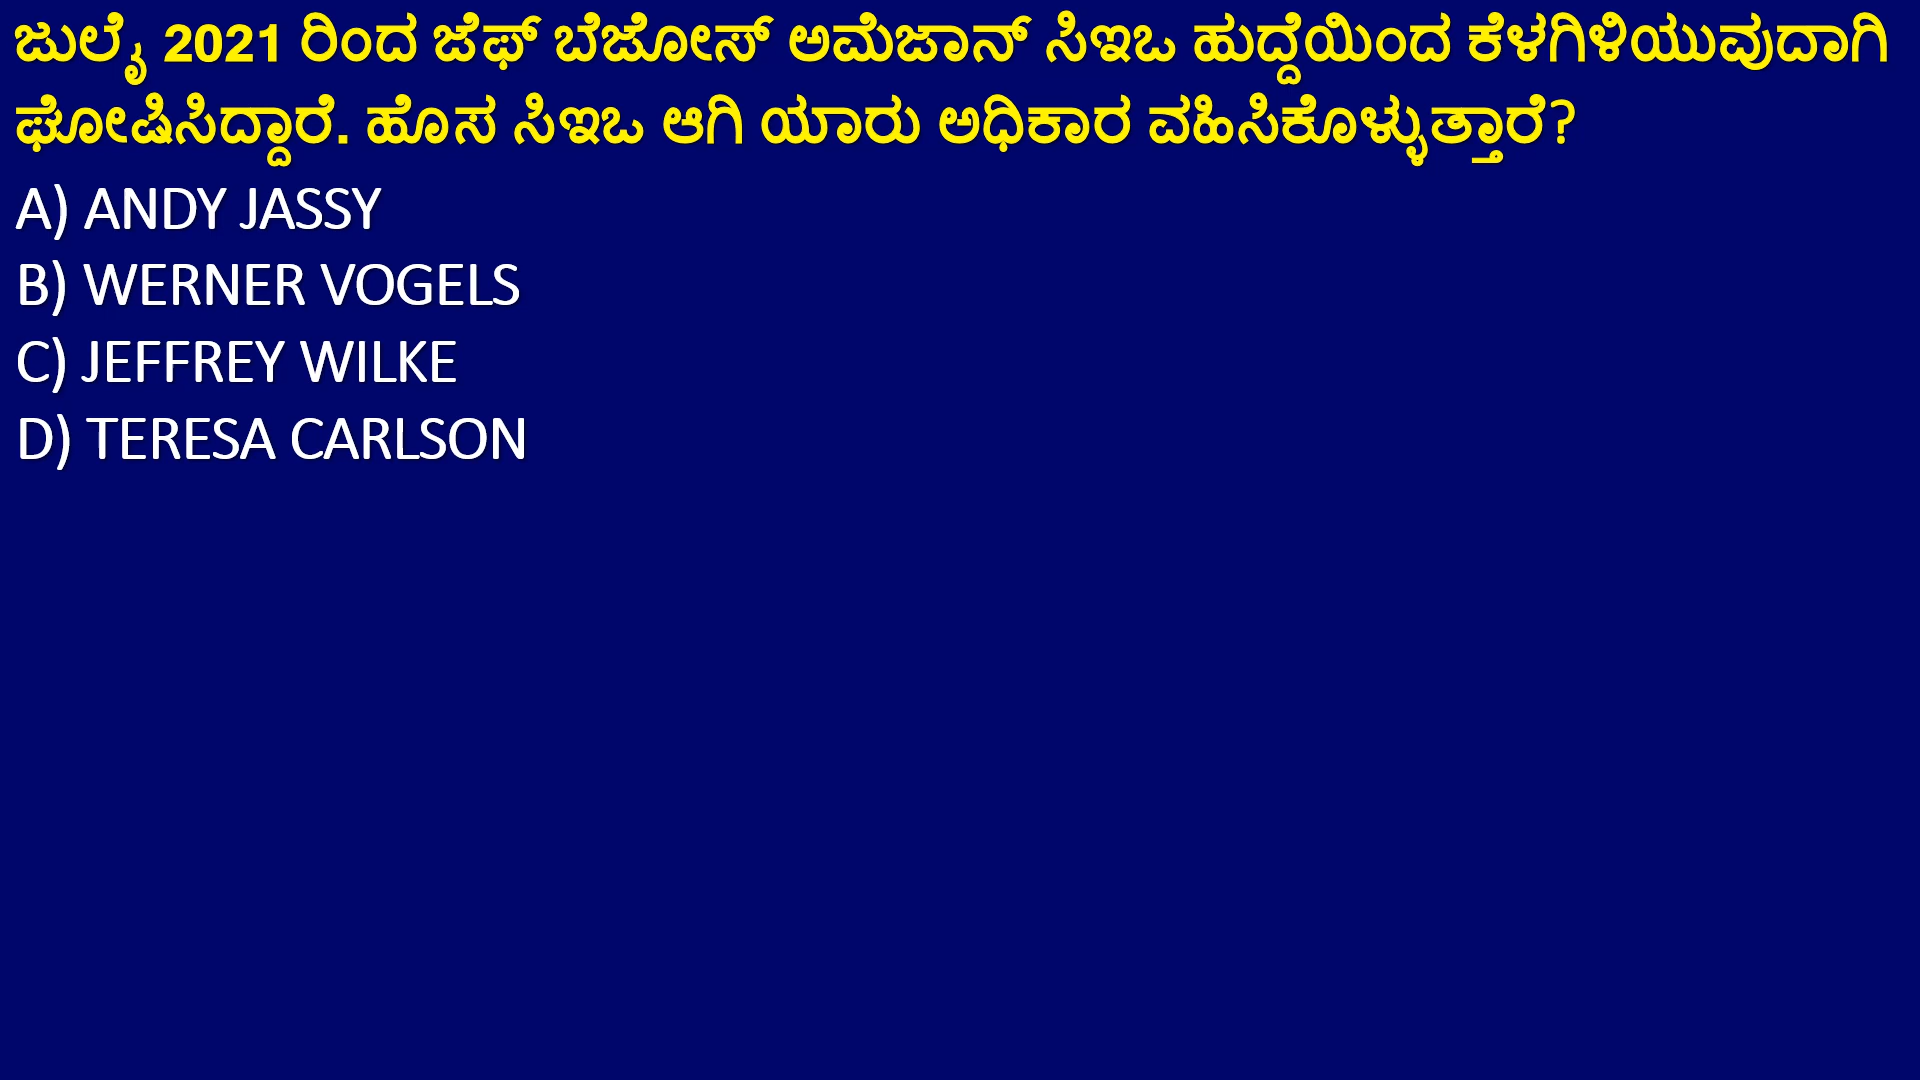 ಜುಲೈ 2021 ರಿಂದ ಜೆಫ್ ಬೆಜೋಸ್ ಅಮೆಜಾನ್ ಸಿಇಒ ಹುದ್ದೆಯಿಂದ ಕೆಳಗಿಳಿಯುವುದಾಗಿ
ಘೋಷಿಸಿದ್ದಾರೆ. ಹೊಸ ಸಿಇಒ ಆಗಿ ಯಾರು ಅಧಿಕಾರ ವಹಿಸಿಕೊಳ್ಳುತ್ತಾರೆ?
A) ANDY JASSY
B) WERNER VOGELS
C) JEFFREY WILKE
D) TERESA CARLSON